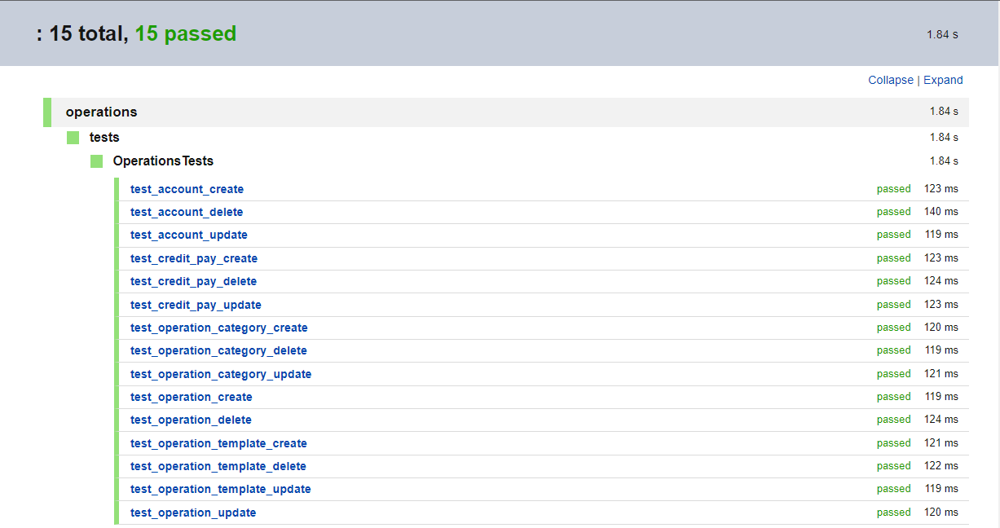 : 15 total, 15 passed 1.84 s
Collapse | Expand
operations 1.84 s
tests 1.84 s
OperationsTests 1.84 s
test_account_create passed 123 ms
test_account_delete passed 140 ms
test_account_update passed 119 ms
test_credit_pay_create passed 123 ms
test_credit_pay_delete passed 124 ms
test_credit_pay_update passed 123 ms
test_operation_category_create passed 120 ms
test_operation_category_delete passed 119 ms
test_operation_category_update passed 121 ms
test_operation_create passed 119 ms
test_operation_delete passed 124 ms
test_operation_template_create passed 121 ms
test_operation_template_delete passed 122 ms
test_operation_template_update passed 119 ms
test_operation_update passed 120 ms